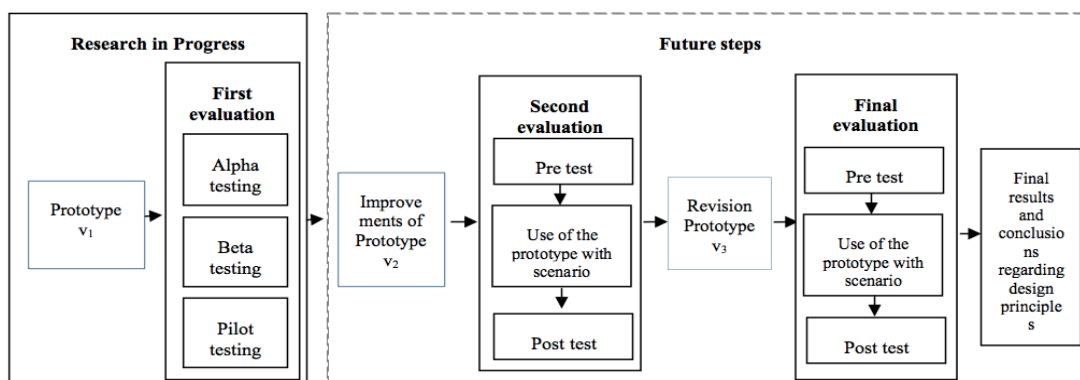 Research in Progress
First
evaluation
Alpha
testing
Beta
testing
Pilot
testing
Prototype
v₁
Future steps
Improve
ments of
Prototype
v₂
Second
evaluation
Pre test
Use of the
prototype with
scenario
Post test
Revision
Prototype
v₃
Final
evaluation
Pre test
Use of the
prototype with
scenario
Post test
Final
results
and
conclusio
ns
regarding
design
principle
s